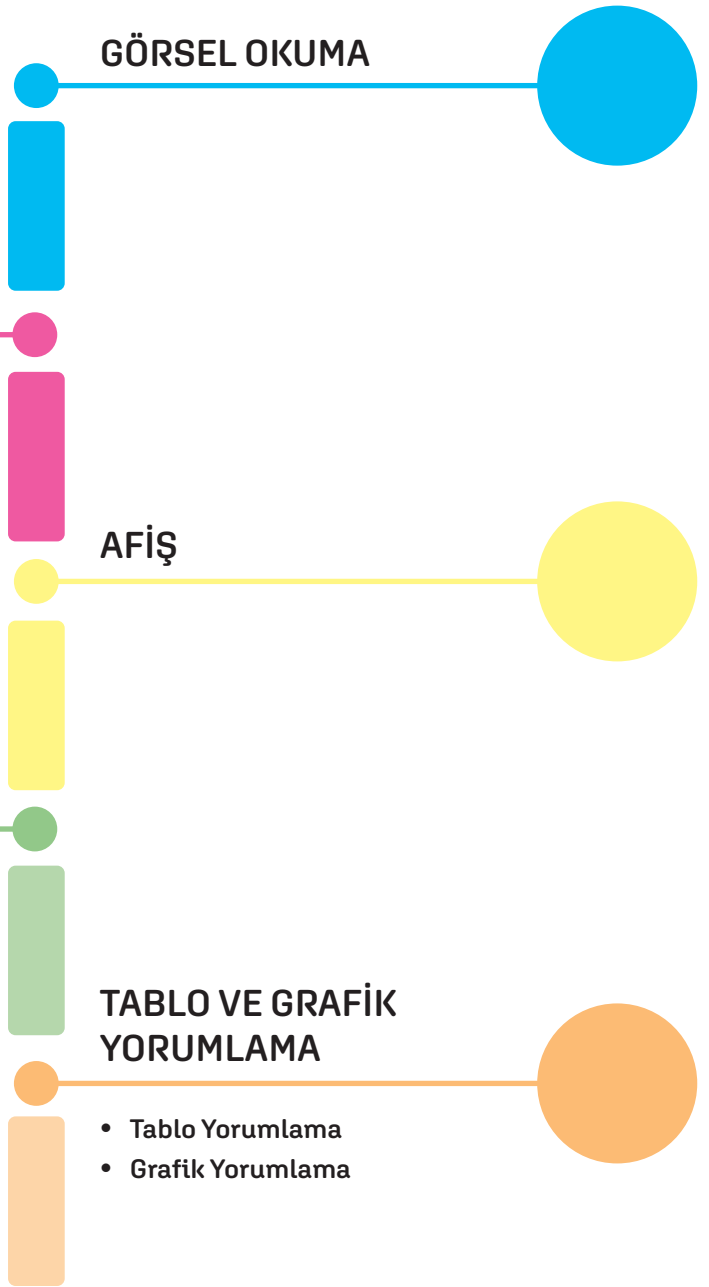 GÖRSEL OKUMA
AFİŞ
TABLO VE GRAFİK
YORUMLAMA
• Tablo Yorumlama
• Grafik Yorumlama